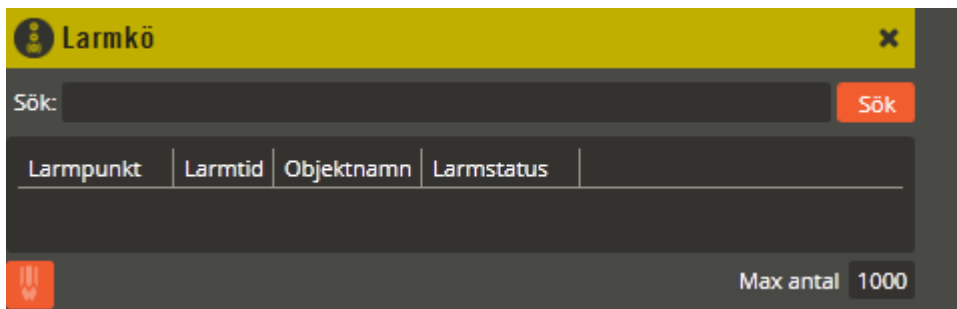 Larmkö
Sök: Sök
Larmpunkt Larmtid Objektnamn Larmstatus
Max antal 1000